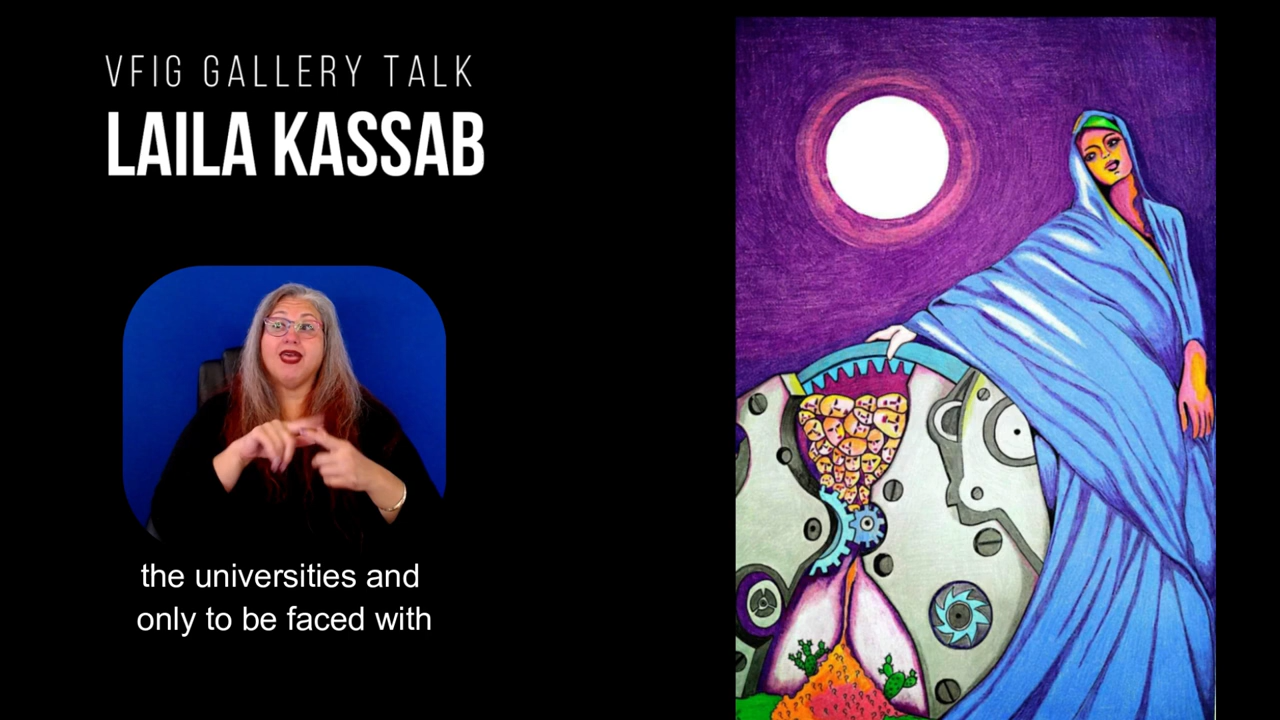 VFIG GALLERY TALK
LAILA KASSAB
the universities and
only to be faced with